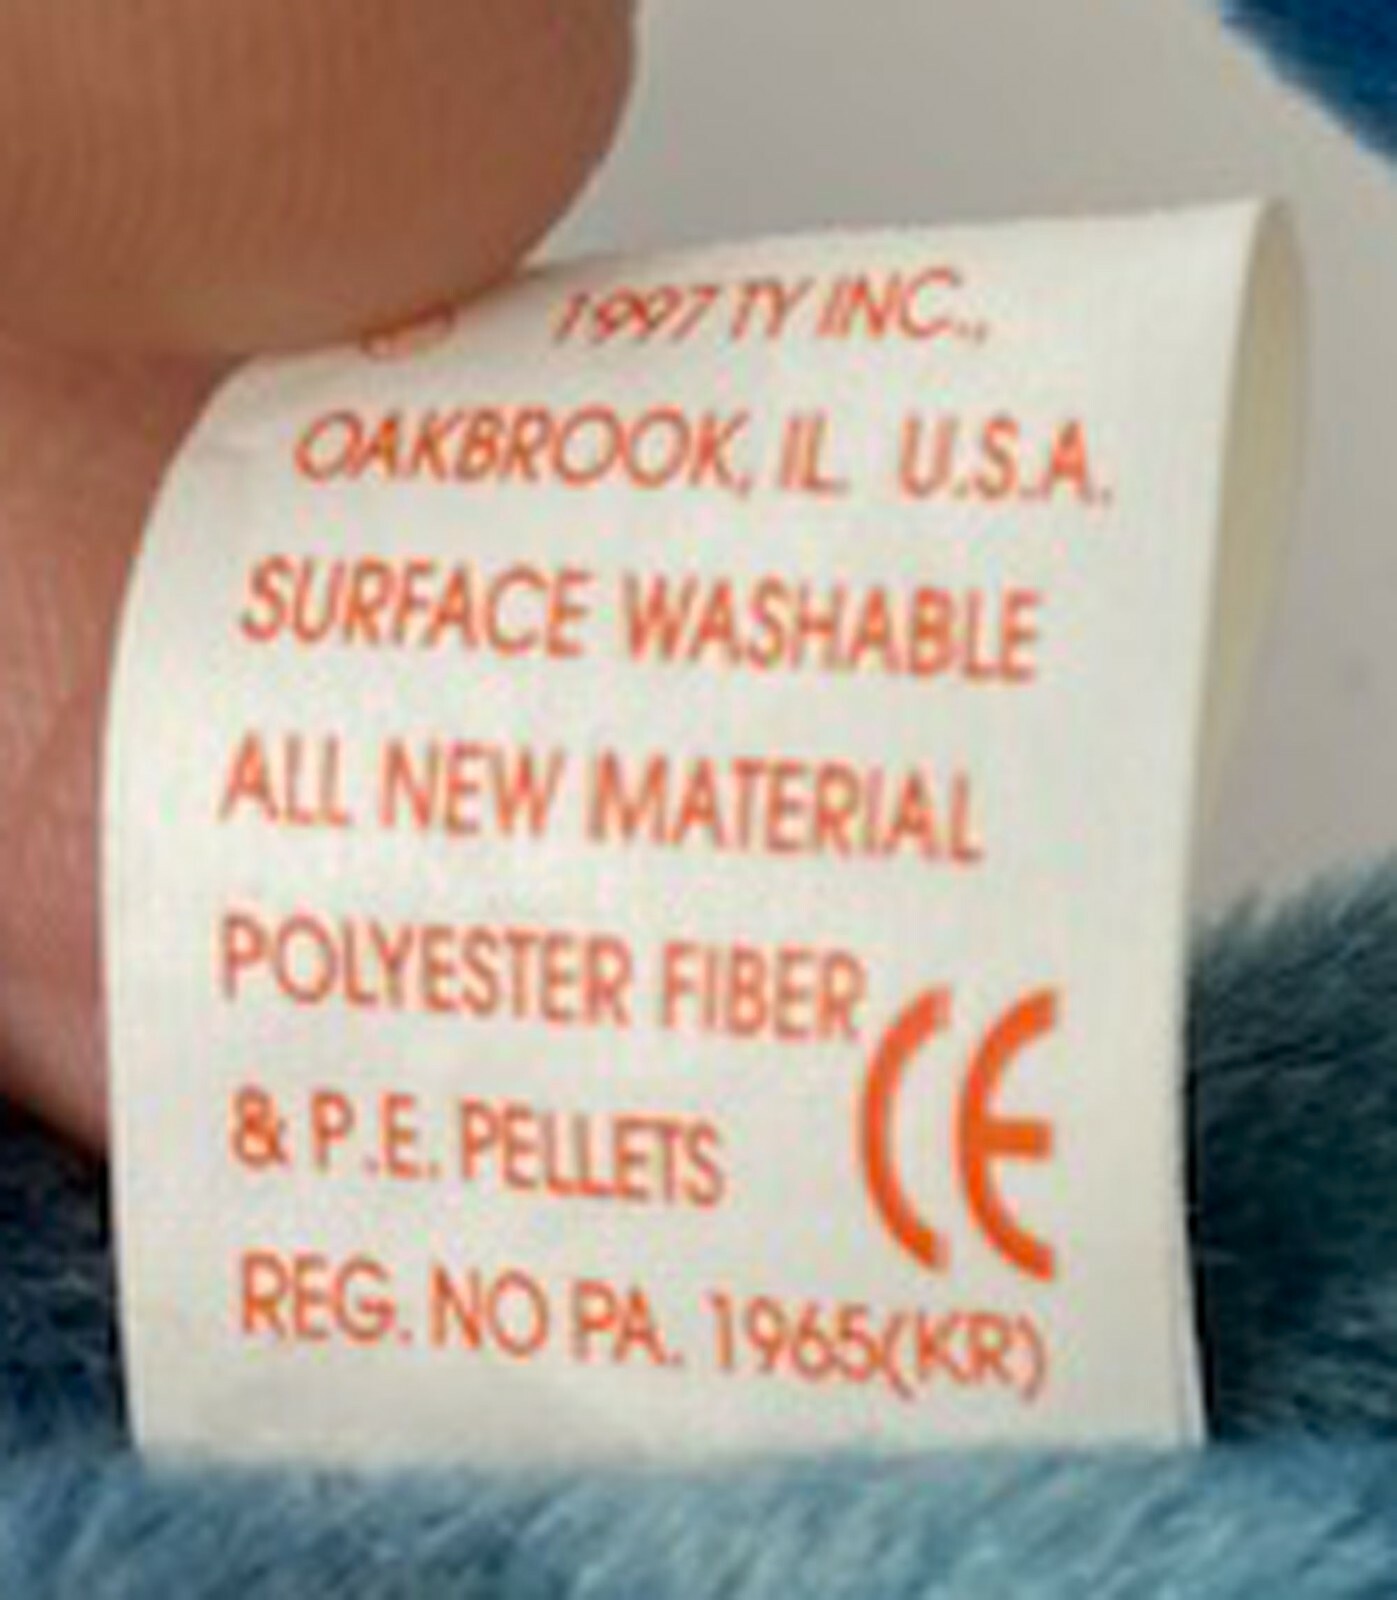 © 1997 TY INC.,
OAKBROOK, IL. U.S.A.
SURFACE WASHABLE
ALL NEW MATERIAL
POLYESTER FIBER
& P.E. PELLETS
CE
REG. NO PA. 1965(KR)